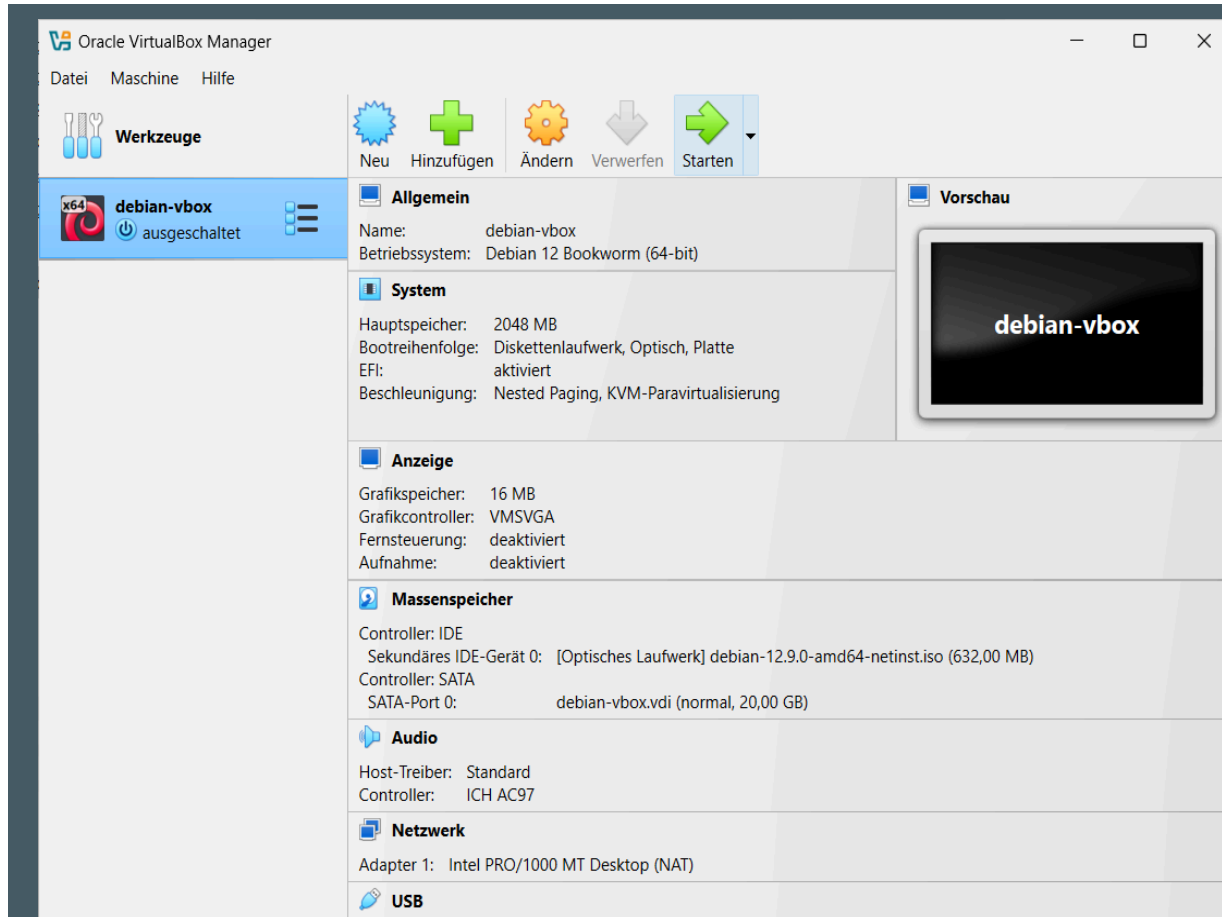 Oracle VirtualBox Manager
Datei Maschine Hilfe
Werkzeuge
Neu Hinzufügen Ändern Verwerfen Starten
x64
debian-vbox
ausgeschaltet
Allgemein
Name: debian-vbox
Betriebssystem: Debian 12 Bookworm (64-bit)
Vorschau
debian-vbox
System
Hauptspeicher: 2048 MB
Bootreihenfolge: Diskettenlaufwerk, Optisch, Platte
EFI: aktiviert
Beschleunigung: Nested Paging, KVM-Paravirtualisierung
Anzeige
Grafikspeicher: 16 MB
Grafikcontroller: VMSVGA
Fernsteuerung: deaktiviert
Aufnahme: deaktiviert
Massenspeicher
Controller: IDE
Sekundäres IDE-Gerät 0: [Optisches Laufwerk] debian-12.9.0-amd64-netinst.iso (632,00 MB)
Controller: SATA
SATA-Port 0: debian-vbox.vdi (normal, 20,00 GB)
Audio
Host-Treiber: Standard
Controller: ICH AC97
Netzwerk
Adapter 1: Intel PRO/1000 MT Desktop (NAT)
USB